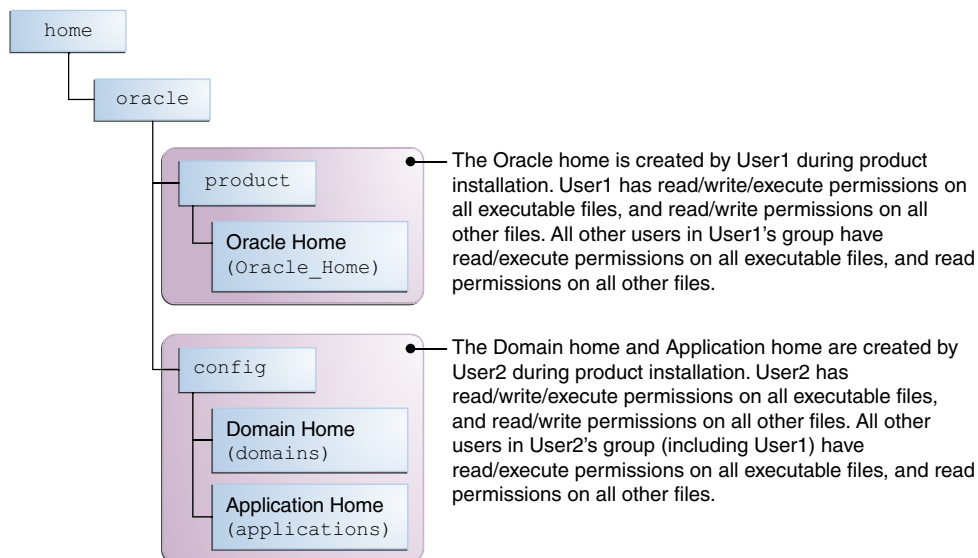 home
oracle
product
Oracle Home
(Oracle_Home)
The Oracle home is created by User1 during product
installation. User1 has read/write/execute permissions on
all executable files, and read/write permissions on all
other files. All other users in User1's group have
read/execute permissions on all executable files, and read
permissions on all other files.
config
Domain Home
(domains)
Application Home
(applications)
The Domain home and Application home are created by
User2 during product installation. User2 has
read/write/execute permissions on all executable files,
and read/write permissions on all other files. All other
users in User2's group (including User1) have
read/execute permissions on all executable files, and read
permissions on all other files.